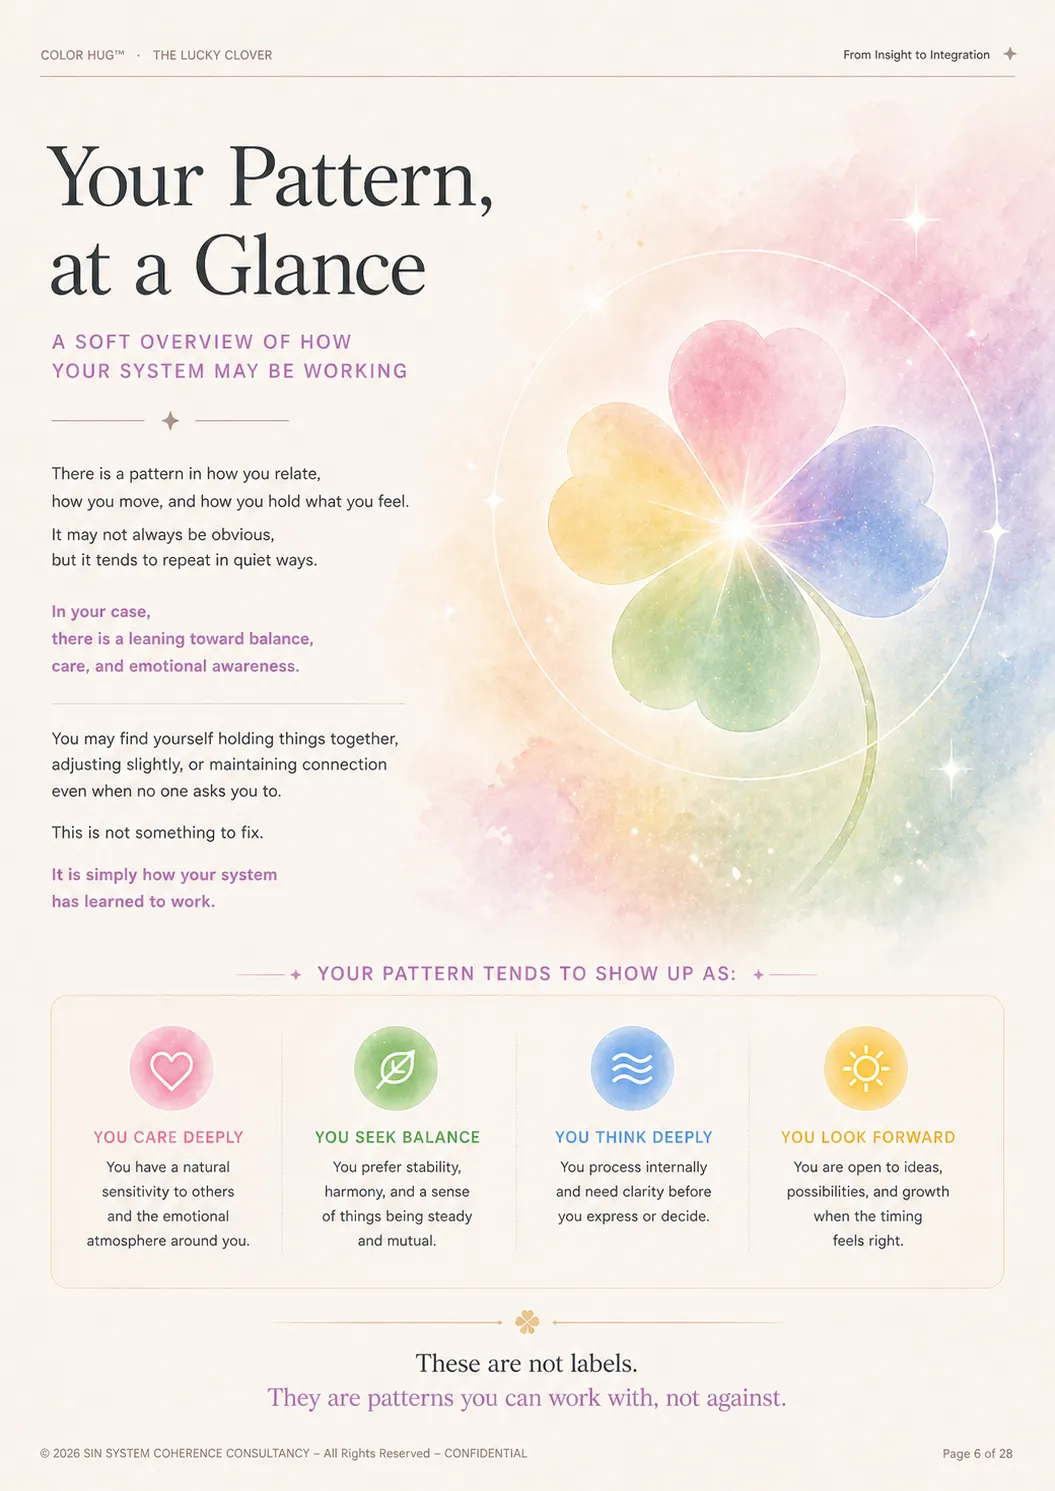 COLOR HUG™ · THE LUCKY CLOVER
From Insight to Integration
Your Pattern,
at a Glance
A SOFT OVERVIEW OF HOW
YOUR SYSTEM MAY BE WORKING
There is a pattern in how you relate,
how you move, and how you hold what you feel.
It may not always be obvious,
but it tends to repeat in quiet ways.
In your case,
there is a leaning toward balance,
care, and emotional awareness.
You may find yourself holding things together,
adjusting slightly, or maintaining connection
even when no one asks you to.
This is not something to fix.
It is simply how your system
has learned to work.
YOUR PATTERN TENDS TO SHOW UP AS:
YOU CARE DEEPLY
You have a natural
sensitivity to others
and the emotional
atmosphere around you.
YOU SEEK BALANCE
You prefer stability,
harmony, and a sense
of things being steady
and mutual.
YOU THINK DEEPLY
You process internally
and need clarity before
you express or decide.
YOU LOOK FORWARD
You are open to ideas,
possibilities, and growth
when the timing
feels right.
These are not labels.
They are patterns you can work with, not against.
© 2026 SIN SYSTEM COHERENCE CONSULTANCY – All Rights Reserved – CONFIDENTIAL
Page 6 of 28